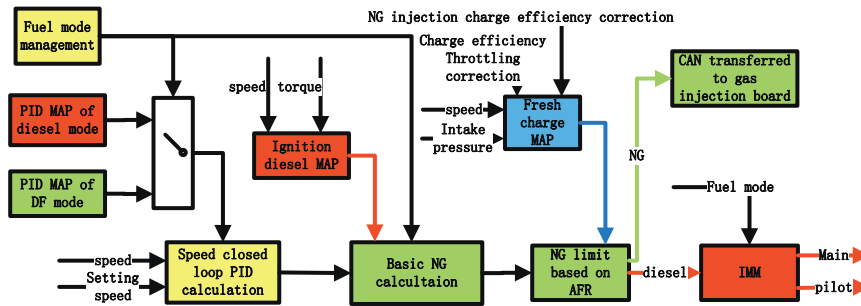 Fuel mode
management
NG injection charge efficiency correction
Charge efficiency
Throttling
correction
CAN transferred
to gas
injection board
speed
torque
PID MAP of
diesel mode
speed
Intake
pressure
Fresh
charge
MAP
Ignition
diesel MAP
NG
PID MAP of
DF mode
Fuel mode
speed
Setting
speed
Speed closed
loop PID
calculation
Basic NG
calcultaion
NG limit
based on
AFR
diesel
IMM
Main
pilot